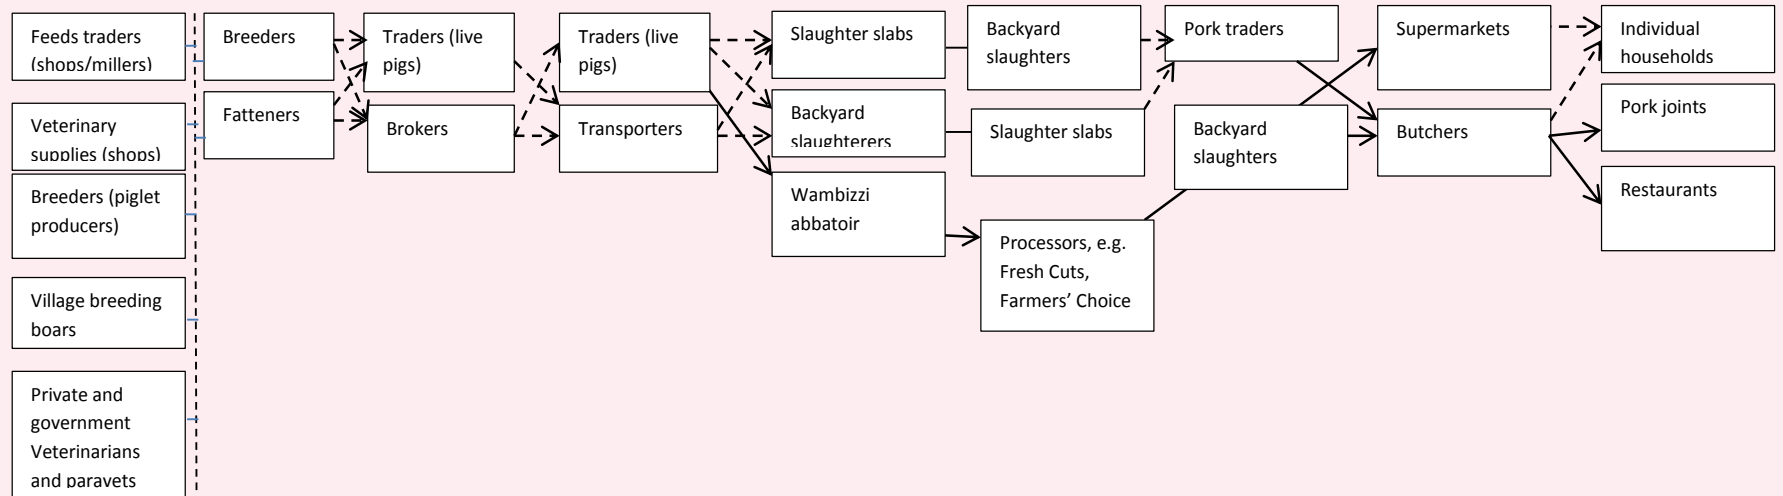 Feeds traders
(shops/millers)
Veterinary
supplies (shops)
Breeders (piglet
producers)
Village breeding
boars
Private and
government
Veterinarians
and paravets
Breeders
Fatteners
Traders (live
pigs)
Brokers
Traders (live
pigs)
Transporters
Slaughter slabs
Backyard
slaughterers
Wambizzi
abbatoir
Backyard
slaughters
Slaughter slabs
Processors, e.g.
Fresh Cuts,
Farmers’ Choice
Pork traders
Backyard
slaughters
Supermarkets
Butchers
Individual
households
Pork joints
Restaurants